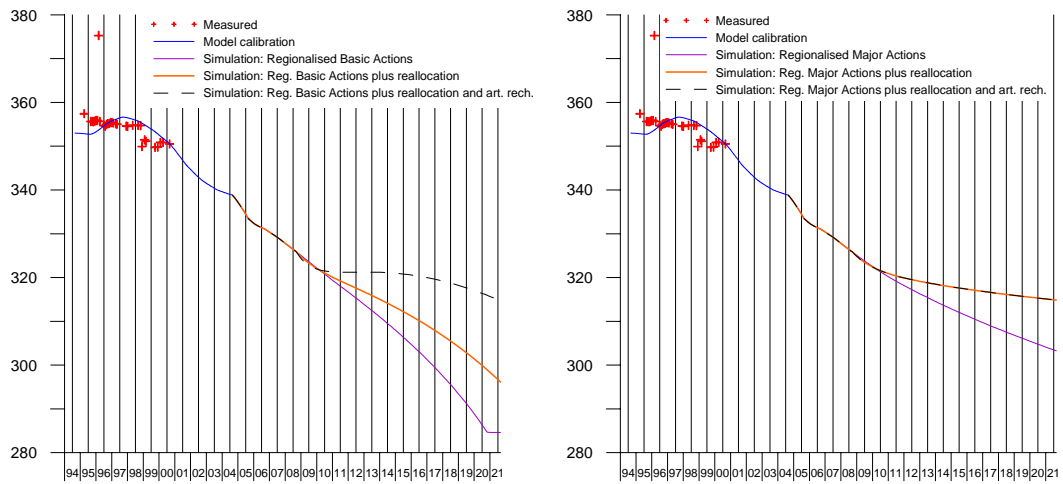 380
360
340
320
300
280
Measured
Model calibration
Simulation: Regionalised Basic Actions
Simulation: Reg. Basic Actions plus reallocation
Simulation: Reg. Basic Actions plus reallocation and art. rech.
94 95 96 97 98 99 00 01 02 03 04 05 06 07 08 09 10 11 12 13 14 15 16 17 18 19 20 21
380
360
340
320
300
280
Measured
Model calibration
Simulation: Regionalised Major Actions
Simulation: Reg. Major Actions plus reallocation
Simulation: Reg. Major Actions plus reallocation and art. rech.
94 95 96 97 98 99 00 01 02 03 04 05 06 07 08 09 10 11 12 13 14 15 16 17 18 19 20 21